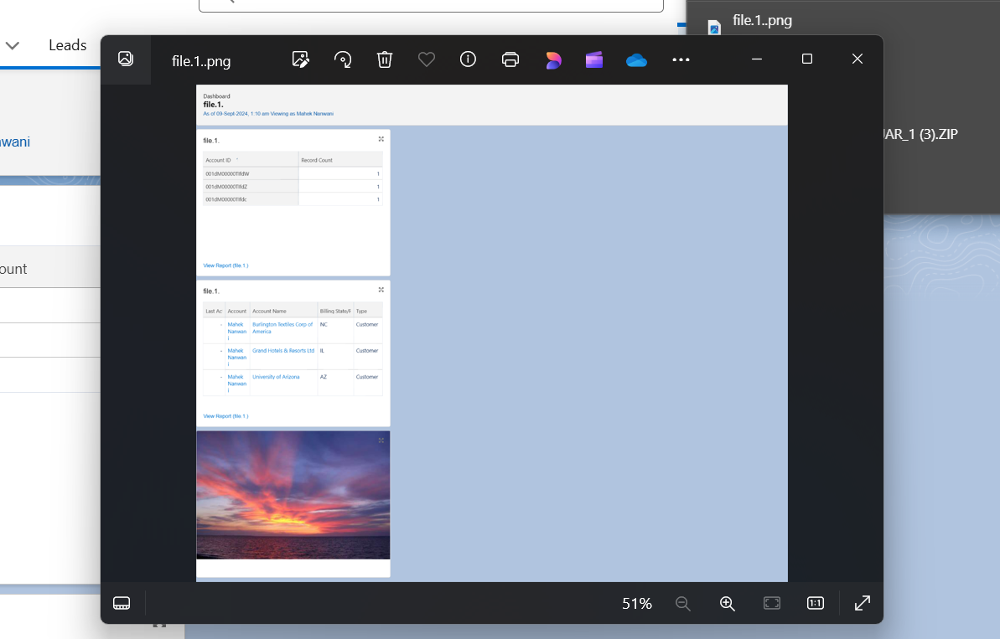 file.1..png
Leads
file.1..png
Dashboard
file.1.
As of 09-Sept-2024, 1:10 am Viewing as Mahek Nanwani
nwani
AR_1 (3).ZIP
file.1.
Account ID Record Count
001dM00000TIfdW 1
001dM00000TIfdZ 1
001dM00000TIfdc 1
View Report (file.1.)
ount
file.1.
Last Ac Account Account Name Billing State/P Type
- Mahek Nanwani Burlington Textiles Corp of America NC Customer
- Mahek Nanwani Grand Hotels & Resorts Ltd IL Customer
- Mahek Nanwani University of Arizona AZ Customer
View Report (file.1.)
51%
1:1